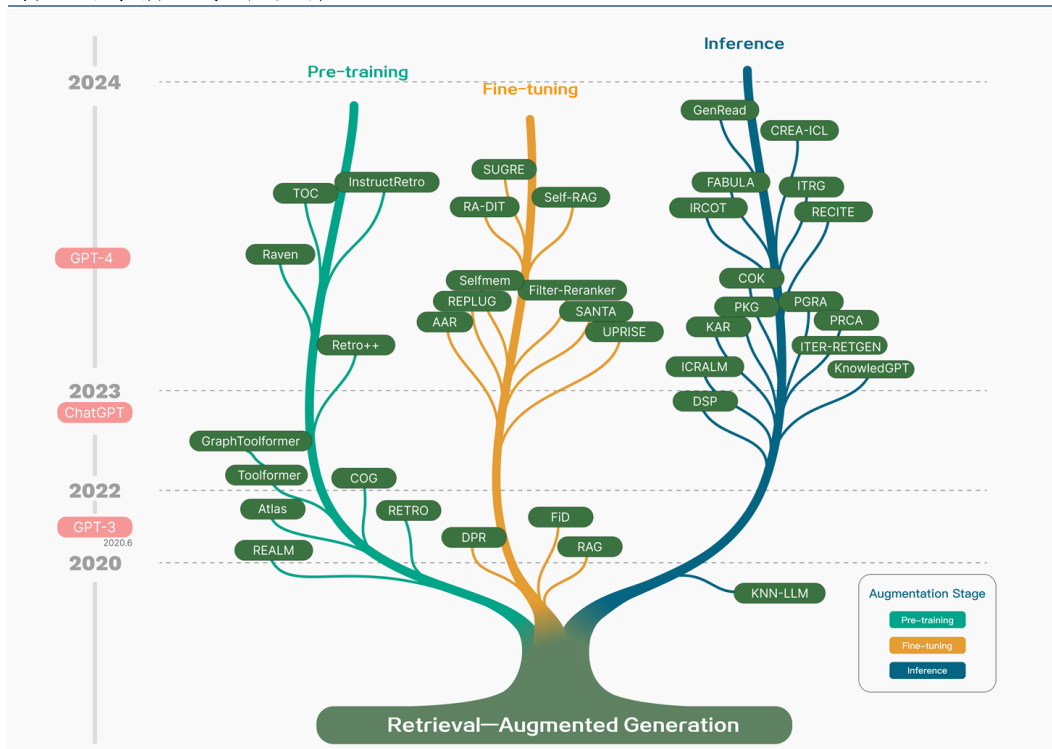 Inference
Pre-training
2024
Fine-tuning
GenRead
CREA-ICL
SUGRE
InstructRetro
FABULA
ITRG
TOC
Self-RAG
RA-DIT
IRCOT
RECITE
Raven
GPT-4
COK
Selfmem
Filter-Reranker
REPLUG
PGRA
PKG
SANTA
AAR
PRCA
KAR
UPRISE
Retro++
ITER-RETGEN
ICRALM
KnowledGPT
2023
DSP
ChatGPT
GraphToolformer
Toolformer
COG
2022
Atlas
RETRO
FiD
GPT-3
2020.6
DPR
RAG
REALM
2020
KNN-LLM
Augmentation Stage
Pre-training
Fine-tuning
Inference
Retrieval—Augmented Generation